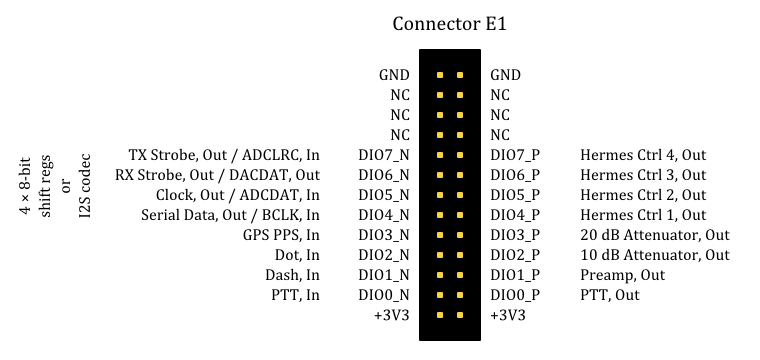 Connector E1
GND GND
NC NC
NC NC
NC NC
TX Strobe, Out / ADCLRC, In DIO7_N DIO7_P Hermes Ctrl 4, Out
RX Strobe, Out / DACDAT, Out DIO6_N DIO6_P Hermes Ctrl 3, Out
Clock, Out / ADCDAT, In DIO5_N DIO5_P Hermes Ctrl 2, Out
Serial Data, Out / BCLK, In DIO4_N DIO4_P Hermes Ctrl 1, Out
GPS PPS, In DIO3_N DIO3_P 20 dB Attenuator, Out
Dot, In DIO2_N DIO2_P 10 dB Attenuator, Out
Dash, In DIO1_N DIO1_P Preamp, Out
PTT, In DIO0_N DIO0_P PTT, Out
+3V3 +3V3
4 × 8-bit
shift regs
or
I2S codec